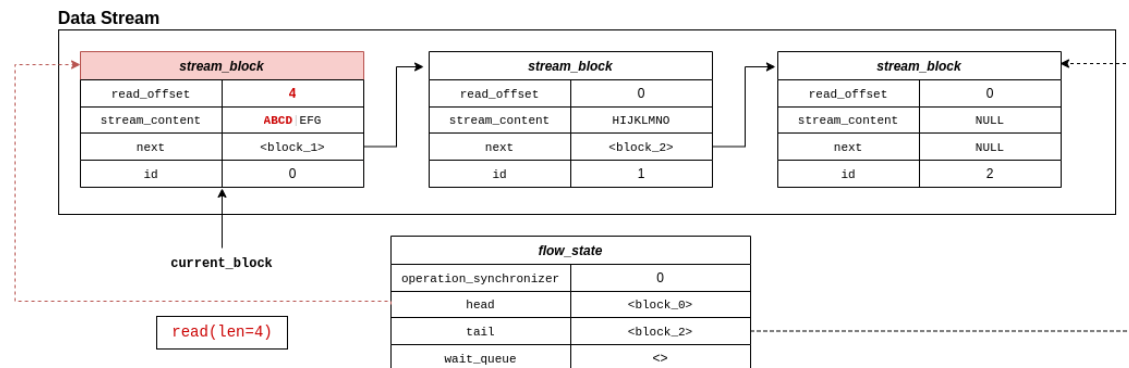 Data Stream
stream_block stream_block stream_block
read_offset 4 read_offset 0 read_offset 0
stream_content ABCD|EFG stream_content HIJKLMNO stream_content NULL
next <block_1> next <block_2> next NULL
id 0 id 1 id 2
current_block
flow_state
operation_synchronizer 0
head <block_0>
read(len=4)
tail <block_2>
wait_queue <>